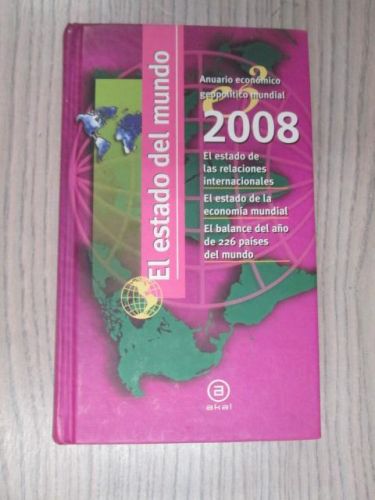 El estado del mundo
Anuario económico
geopolítico mundial
2008
El estado de
las relaciones
internacionales
El estado de la
economía mundial
El balance del año
de 226 países
del mundo
a
akal